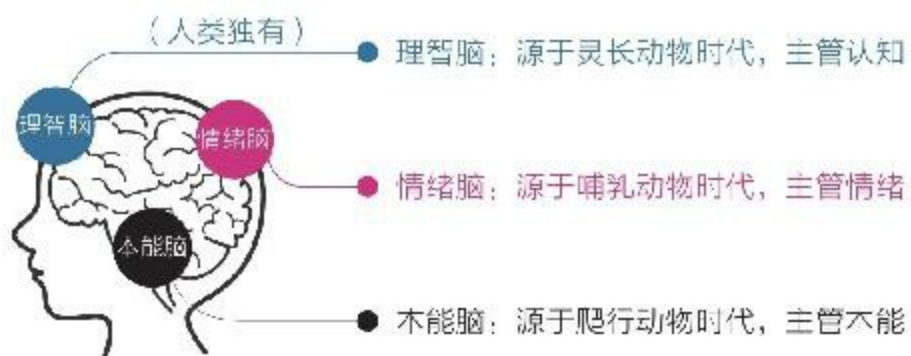 （人类独有）
理智脑：源于灵长动物时代，主管认知
理智脑
情绪脑
情绪脑：源于哺乳动物时代，主管情绪
本能脑
本能脑：源于爬行动物时代，主管本能